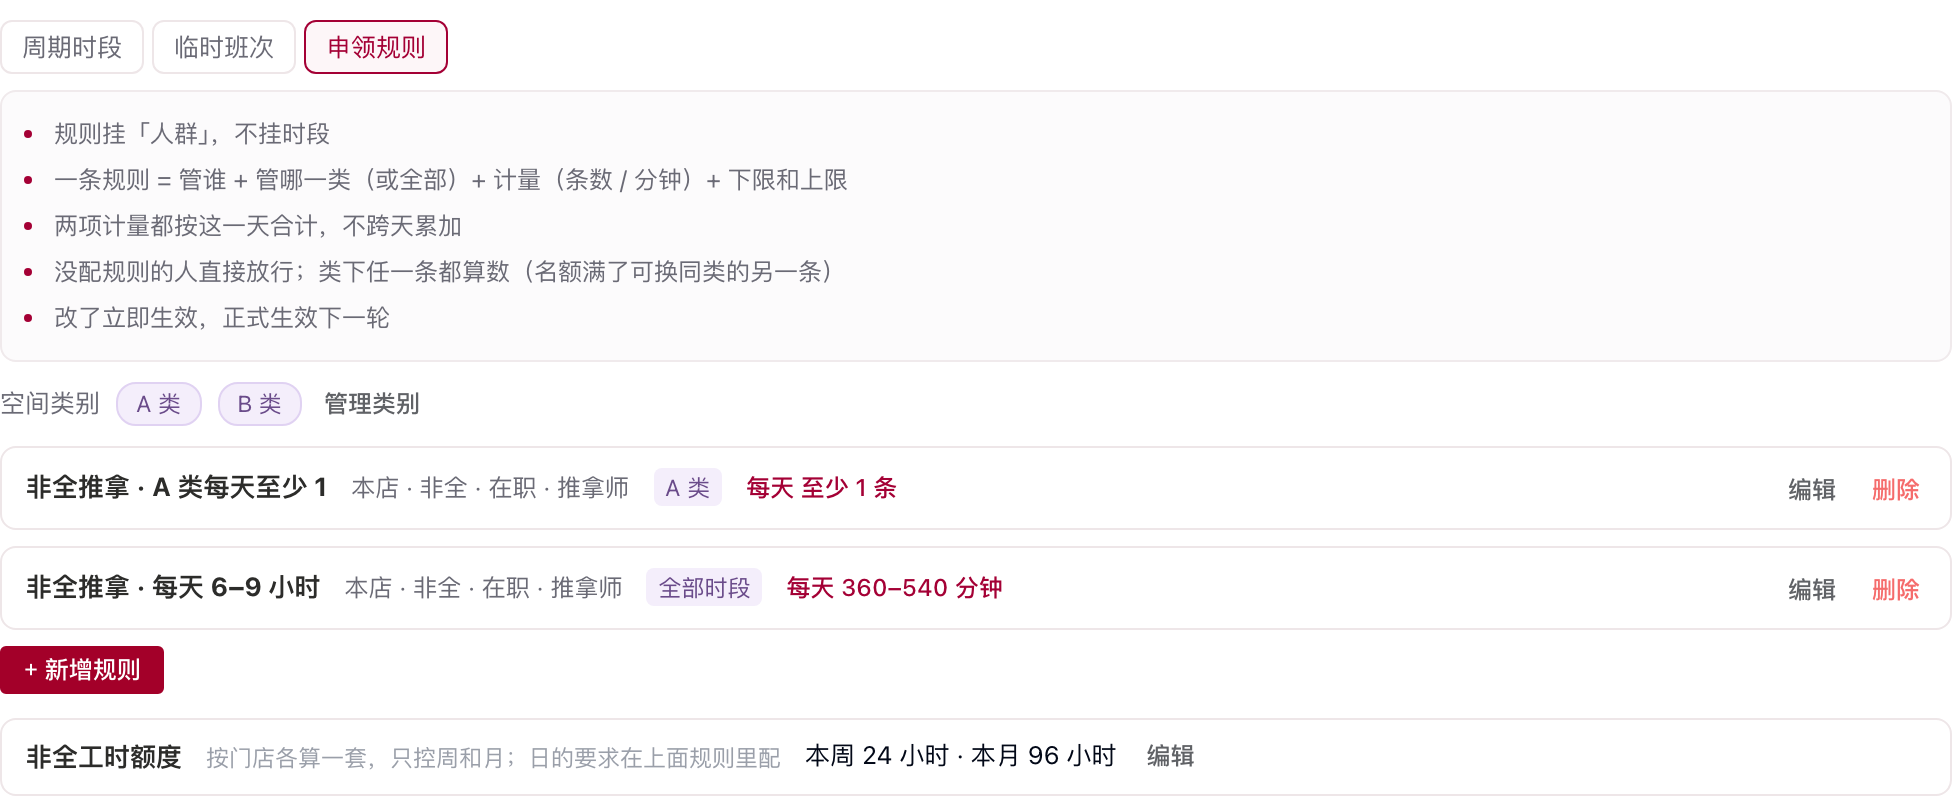 周期时段 临时班次 申领规则
规则挂「人群」，不挂时段
一条规则 = 管谁 + 管哪一类（或全部）+ 计量（条数 / 分钟）+ 下限和上限
两项计量都按这一天合计，不跨天累加
没配规则的人直接放行；类下任一条都算数（名额满了可换同类的另一条）
改了立即生效，正式生效下一轮
空间类别 A 类 B 类 管理类别
非全推拿 · A 类每天至少 1 本店 · 非全 · 在职 · 推拿师 A 类 每天 至少 1 条 编辑 删除
非全推拿 · 每天 6–9 小时 本店 · 非全 · 在职 · 推拿师 全部时段 每天 360–540 分钟 编辑 删除
+ 新增规则
非全工时额度 按门店各算一套，只控周和月；日的要求在上面规则里配 本周 24 小时 · 本月 96 小时 编辑